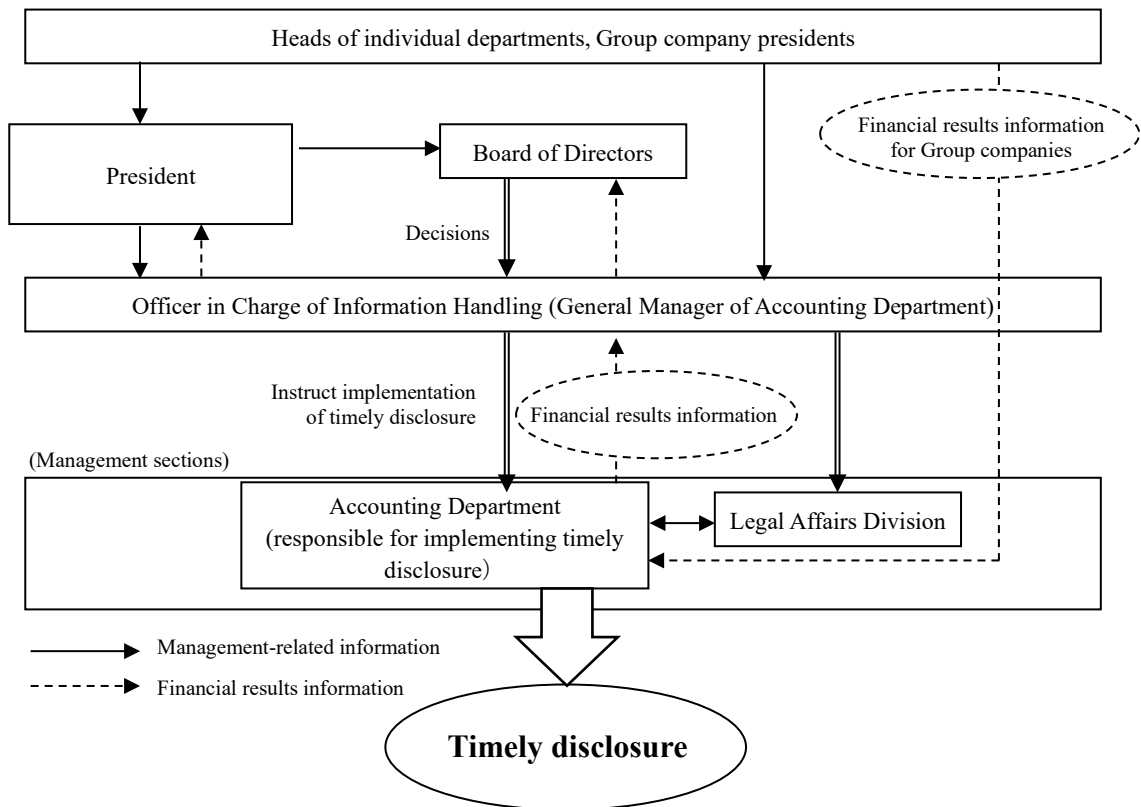 Heads of individual departments, Group company presidents
Financial results information
for Group companies
President
Board of Directors
Decisions
Officer in Charge of Information Handling (General Manager of Accounting Department)
Instruct implementation
of timely disclosure
Financial results information
(Management sections)
Accounting Department
(responsible for implementing timely
disclosure)
Legal Affairs Division
Management-related information
Financial results information
Timely disclosure